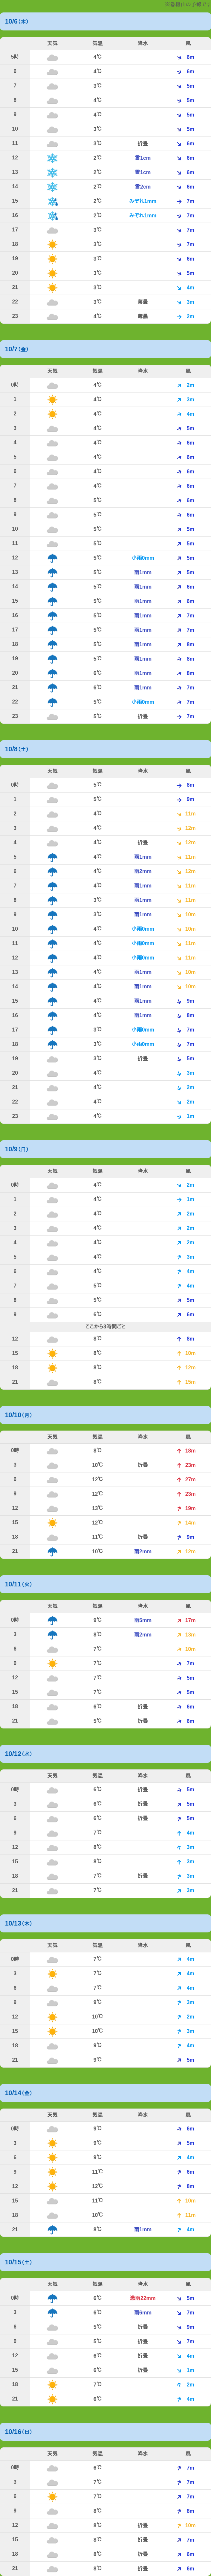 ※後備山の予報です
10/6(木)
天気 気温 降水 風
5時 4℃ 6m
6 4℃ 6m
7 3℃ 5m
8 4℃ 5m
9 4℃ 5m
10 3℃ 5m
11 3℃ 折畳 6m
12 2℃ 雪1cm 6m
13 2℃ 雪1cm 6m
14 2℃ 雪2cm 6m
15 2℃ みぞれ1mm 7m
16 2℃ みぞれ1mm 7m
17 3℃ 7m
18 3℃ 7m
19 3℃ 6m
20 3℃ 5m
21 3℃ 4m
22 3℃ 薄曇 3m
23 4℃ 薄曇 2m
10/7(金)
天気 気温 降水 風
0時 4℃ 2m
1 4℃ 3m
2 4℃ 4m
3 4℃ 5m
4 4℃ 6m
5 4℃ 6m
6 4℃ 6m
7 4℃ 6m
8 5℃ 6m
9 5℃ 6m
10 5℃ 5m
11 5℃ 5m
12 5℃ 小雨0mm 5m
13 5℃ 雨1mm 5m
14 5℃ 雨1mm 6m
15 5℃ 雨1mm 6m
16 5℃ 雨1mm 7m
17 5℃ 雨1mm 7m
18 5℃ 雨1mm 8m
19 5℃ 雨1mm 8m
20 6℃ 雨1mm 8m
21 6℃ 雨1mm 7m
22 5℃ 小雨0mm 7m
23 5℃ 折畳 7m
10/8(土)
天気 気温 降水 風
0時 5℃ 8m
1 5℃ 9m
2 4℃ 11m
3 4℃ 12m
4 4℃ 折畳 11m
5 4℃ 雨1mm 11m
6 4℃ 雨2mm 12m
7 4℃ 雨1mm 11m
8 3℃ 雨1mm 11m
9 3℃ 雨1mm 10m
10 4℃ 小雨0mm 10m
11 4℃ 小雨0mm 11m
12 4℃ 小雨0mm 11m
13 4℃ 雨1mm 10m
14 4℃ 雨1mm 10m
15 4℃ 雨1mm 9m
16 4℃ 雨1mm 8m
17 3℃ 小雨0mm 7m
18 3℃ 小雨0mm 7m
19 3℃ 折畳 5m
20 4℃ 3m
21 4℃ 2m
22 4℃ 2m
23 4℃ 1m
10/9(日)
天気 気温 降水 風
0時 4℃ 2m
1 4℃ 1m
2 4℃ 2m
3 4℃ 2m
4 4℃ 2m
5 4℃ 3m
6 4℃ 4m
7 5℃ 4m
8 5℃ 5m
9 6℃ 5m
ここから3時間ごと
12 8℃ 8m
15 8℃ 10m
18 8℃ 12m
21 8℃ 15m
10/10(月)
天気 気温 降水 風
0時 8℃ 18m
3 10℃ 折畳 23m
6 12℃ 27m
9 12℃ 23m
12 13℃ 19m
15 12℃ 14m
18 11℃ 折畳 9m
21 10℃ 雨2mm 12m
10/11(火)
天気 気温 降水 風
0時 9℃ 雨5mm 17m
3 8℃ 雨2mm 13m
6 7℃ 10m
9 7℃ 7m
12 7℃ 5m
15 7℃ 5m
18 6℃ 折畳 6m
21 5℃ 折畳 6m
10/12(水)
天気 気温 降水 風
0時 6℃ 折畳 5m
3 6℃ 折畳 5m
6 6℃ 折畳 5m
9 7℃ 4m
12 8℃ 3m
15 8℃ 3m
18 7℃ 折畳 3m
21 7℃ 3m
10/13(木)
天気 気温 降水 風
0時 7℃ 4m
3 7℃ 4m
6 7℃ 4m
9 9℃ 3m
12 10℃ 2m
15 10℃ 3m
18 8℃ 4m
21 9℃ 5m
10/14(金)
天気 気温 降水 風
0時 9℃ 6m
3 9℃ 5m
6 8℃ 4m
9 11℃ 6m
12 12℃ 8m
15 11℃ 10m
18 10℃ 11m
21 8℃ 雨1mm 4m
10/15(土)
天気 気温 降水 風
0時 6℃ 激雨22mm 5m
3 6℃ 雨6mm 7m
6 5℃ 折畳 9m
9 5℃ 折畳 7m
12 6℃ 折畳 4m
15 6℃ 折畳 1m
18 7℃ 2m
21 6℃ 4m
10/16(日)
天気 気温 降水 風
0時 6℃ 7m
3 7℃ 7m
6 7℃ 7m
9 8℃ 8m
12 8℃ 折畳 10m
15 8℃ 折畳 7m
18 8℃ 折畳 6m
21 8℃ 折畳 6m